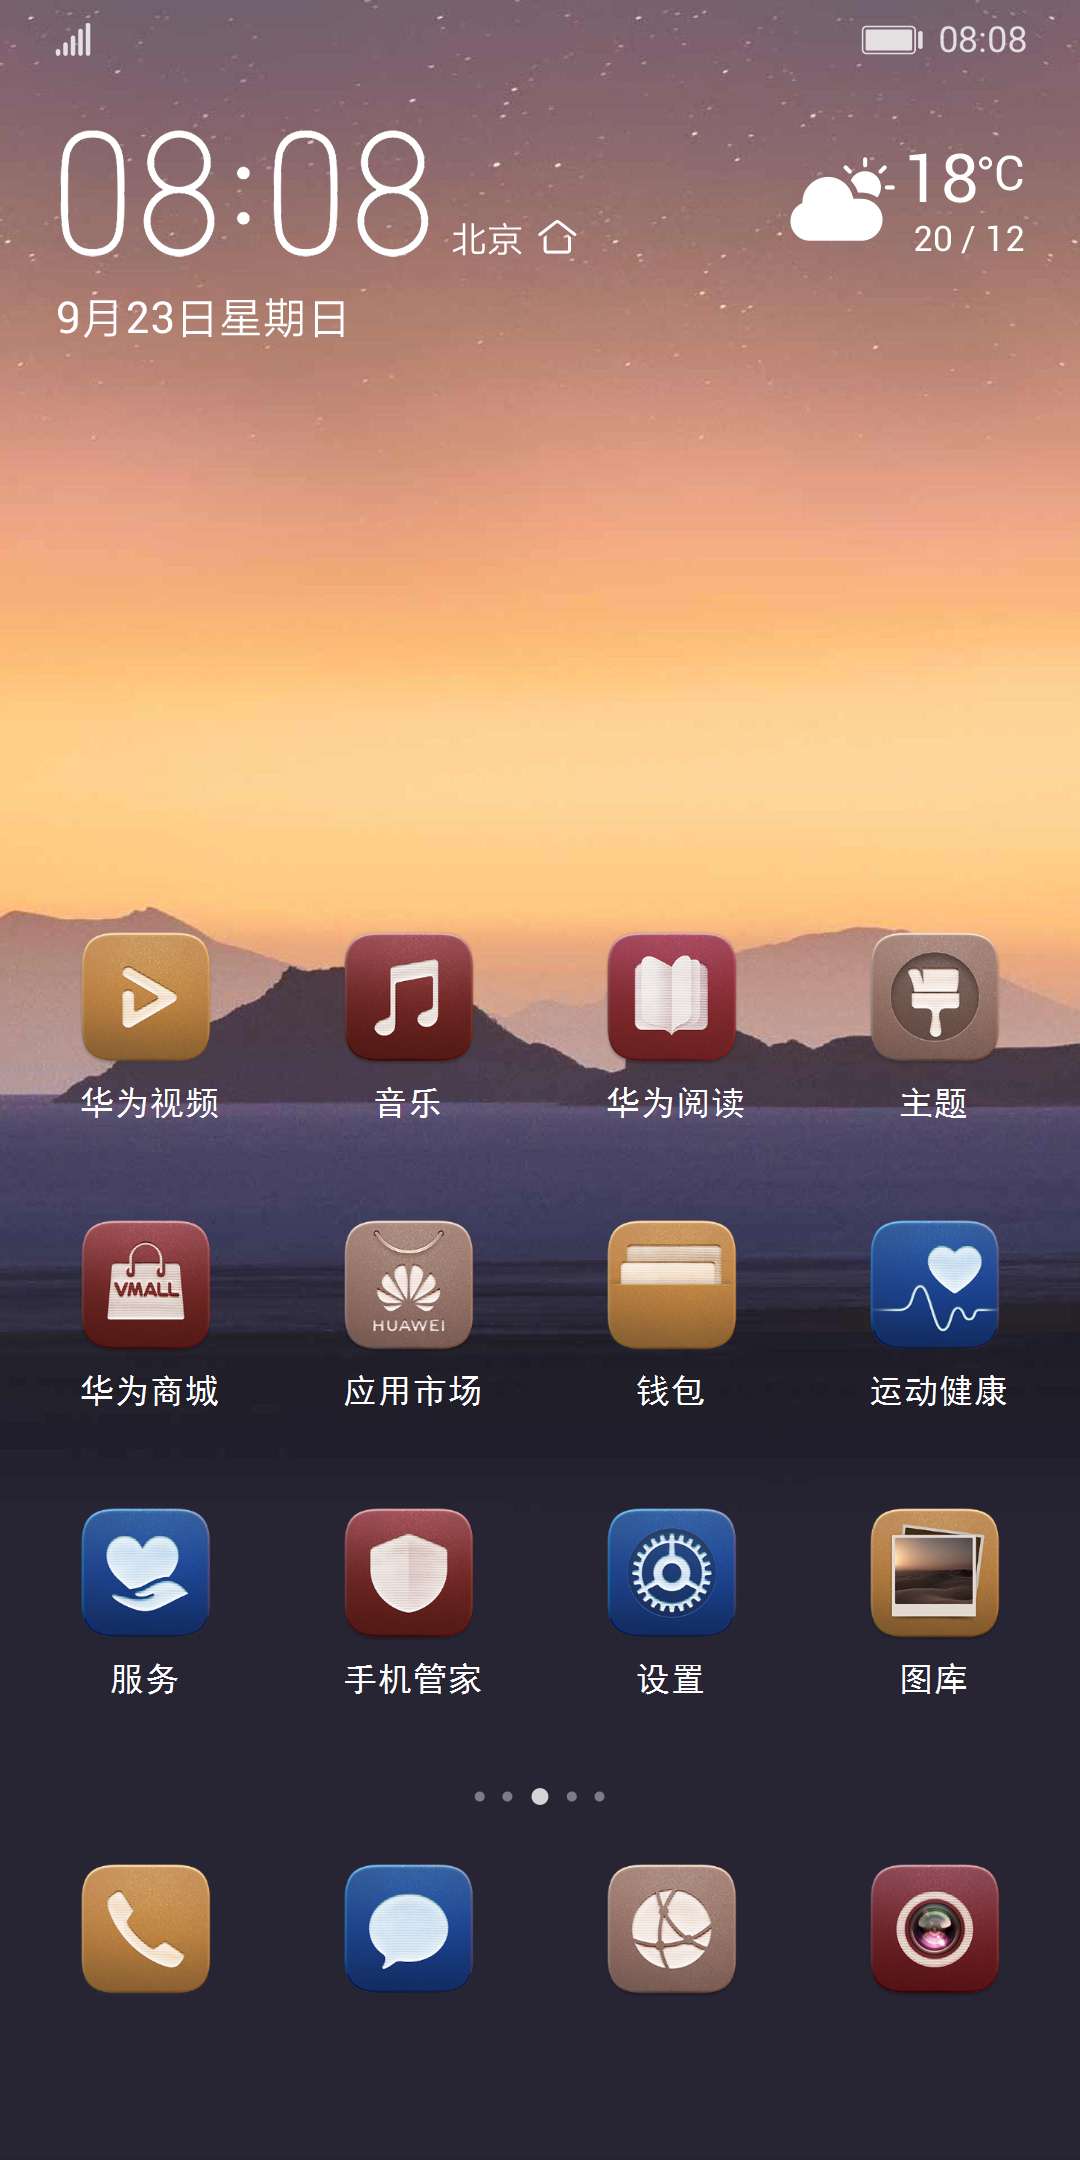 08:08
08:08
北京
18°C
20 / 12
9月23日星期日
华为视频
音乐
华为阅读
主题
VMALL
HUAWEI
华为商城
应用市场
钱包
运动健康
服务
手机管家
设置
图库